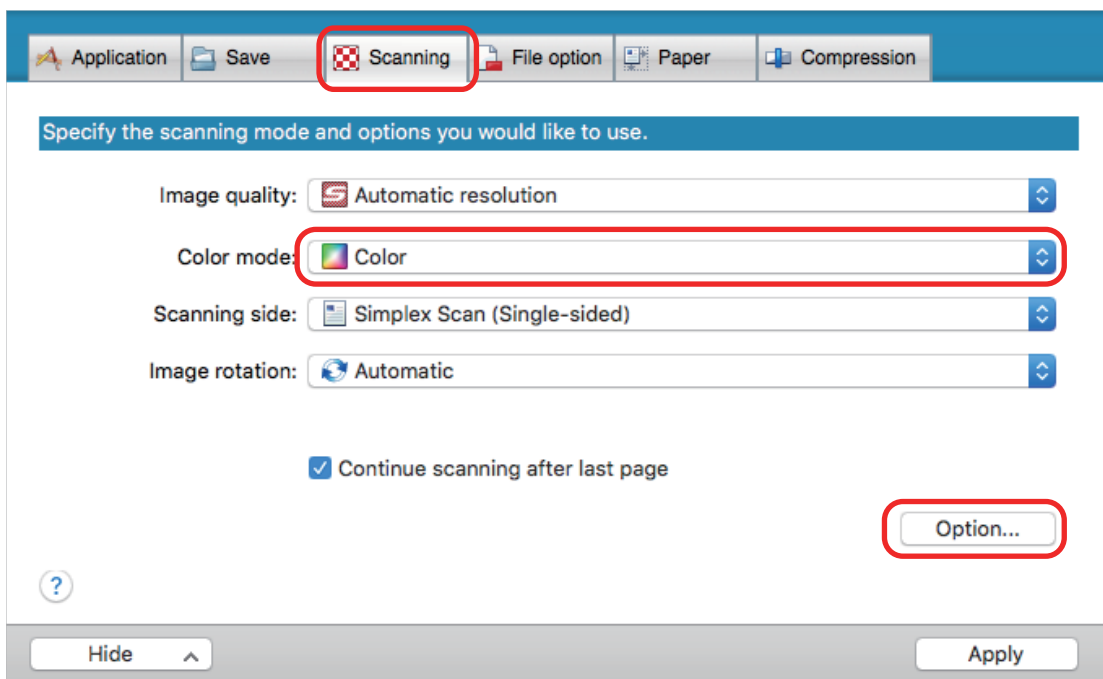 Application Save Scanning File option Paper Compression
Specify the scanning mode and options you would like to use.
Image quality: Automatic resolution
Color mode: Color
Scanning side: Simplex Scan (Single-sided)
Image rotation: Automatic
Continue scanning after last page
Option...
?
Hide Apply